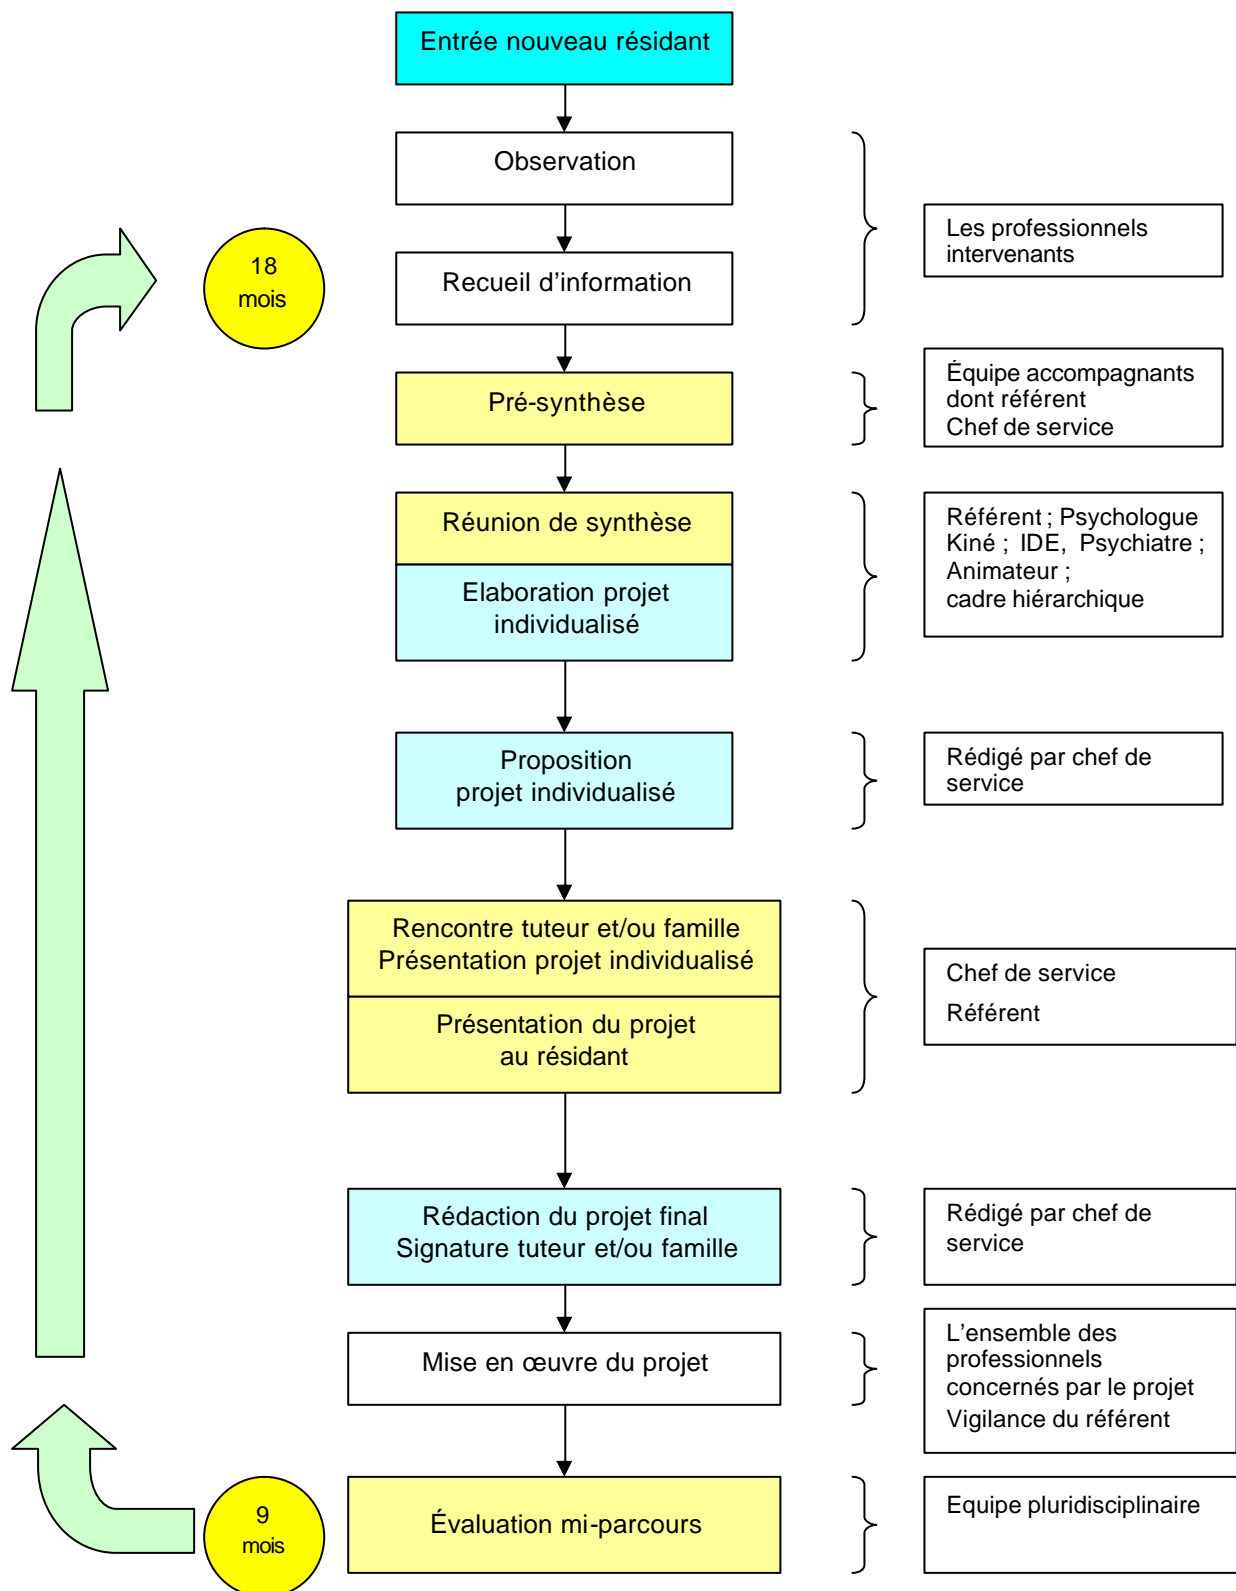 Entrée nouveau résidant
Observation
Les professionnels
intervenants
18
mois
Recueil d'information
Pré-synthèse
Équipe accompagnants
dont référent
Chef de service
Réunion de synthèse
Elaboration projet
individualisé
Référent ; Psychologue
Kiné ; IDE, Psychiatre ;
Animateur ;
cadre hiérarchique
Proposition
projet individualisé
Rédigé par chef de
service
Rencontre tuteur et/ou famille
Présentation projet individualisé
Présentation du projet
au résidant
Chef de service
Référent
Rédaction du projet final
Signature tuteur et/ou famille
Rédigé par chef de
service
Mise en œuvre du projet
L'ensemble des
professionnels
concernés par le projet
Vigilance du référent
9
mois
Évaluation mi-parcours
Equipe pluridisciplinaire